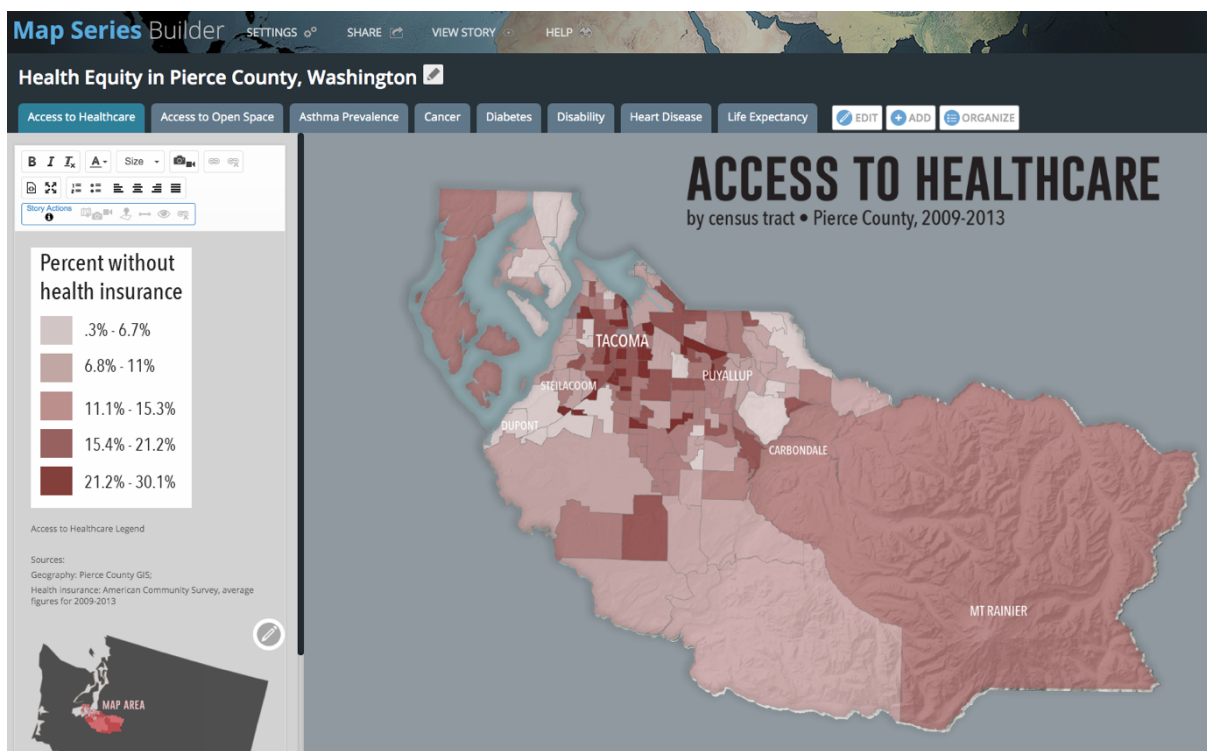 Map Series Builder SETTINGS SHARE VIEW STORY HELP
Health Equity in Pierce County, Washington
Access to Healthcare Access to Open Space Asthma Prevalence Cancer Diabetes Disability Heart Disease Life Expectancy EDIT ADD ORGANIZE
B I Tx A Size
Story Actions
Percent without
health insurance
.3% - 6.7%
6.8% - 11%
11.1% - 15.3%
15.4% - 21.2%
21.2% - 30.1%
Access to Healthcare Legend
Sources:
Geography: Pierce County GIS;
Health insurance: American Community Survey, average
figures for 2009-2013
MAP AREA
ACCESS TO HEALTHCARE
by census tract • Pierce County, 2009-2013
TACOMA
PUYALLUP
STEILACOOM
DUPONT
CARBONDALE
MT RAINIER